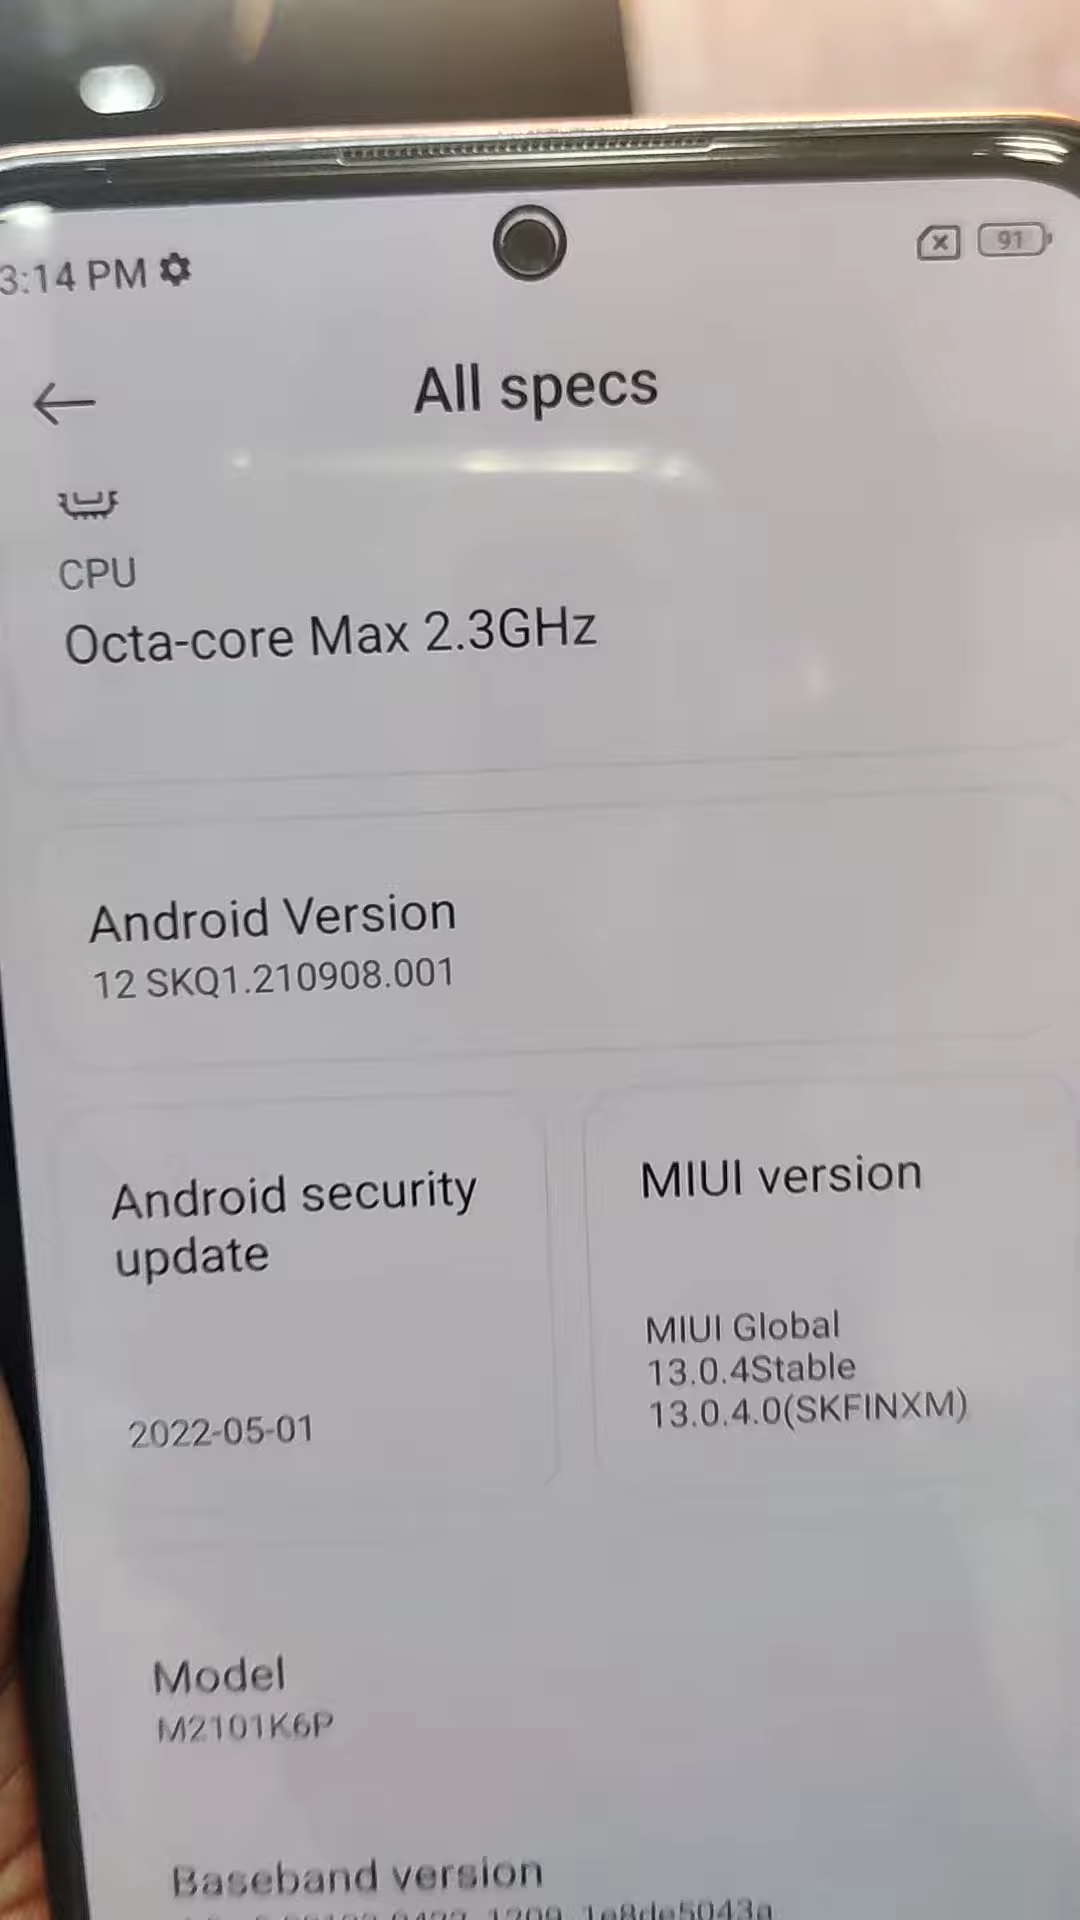 3:14 PM
91
All specs
CPU
Octa-core Max 2.3GHz
Android Version
12 SKQ1.210908.001
Android security
update
2022-05-01
MIUI version
MIUI Global
13.0.4Stable
13.0.4.0(SKFINXM)
Model
M2101K6P
Baseband version